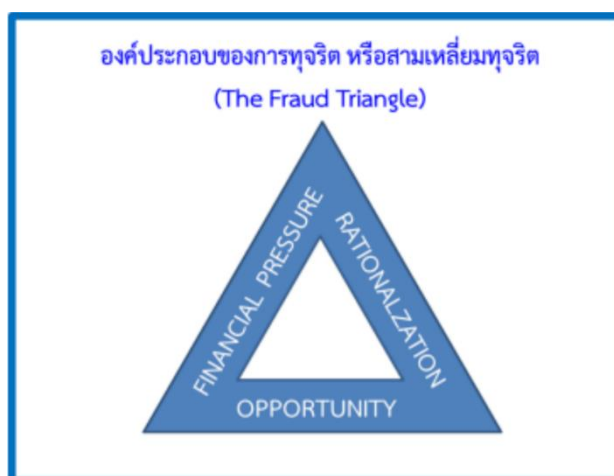 องค์ประกอบของการทุจริต หรือสามเหลี่ยมทุจริต
(The Fraud Triangle)
FINANCIAL PRESSURE
RATIONALZATION
OPPORTUNITY